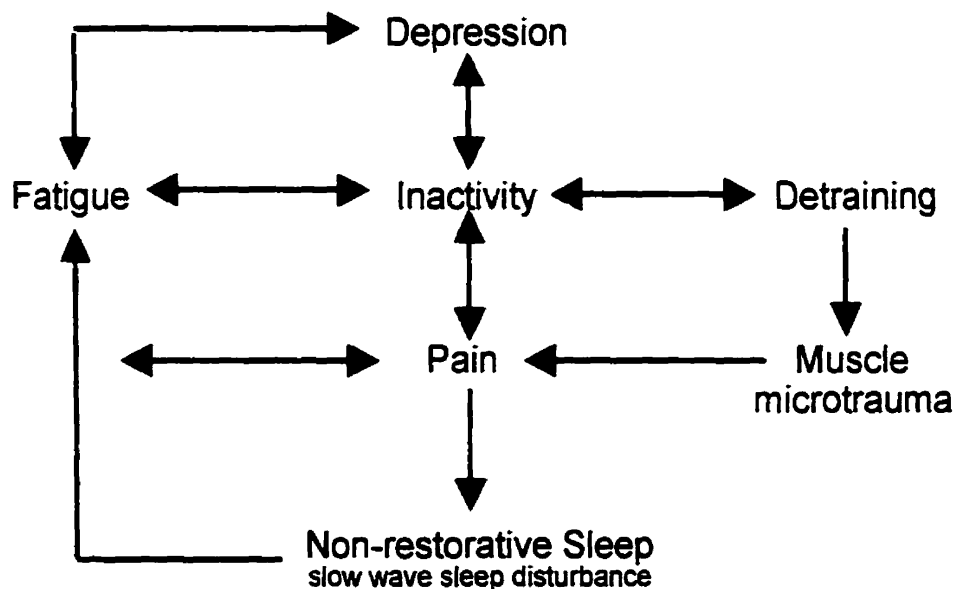 Depression
Fatigue
Inactivity
Detraining
Pain
Muscle
microtrauma
Non-restorative Sleep
slow wave sleep disturbance